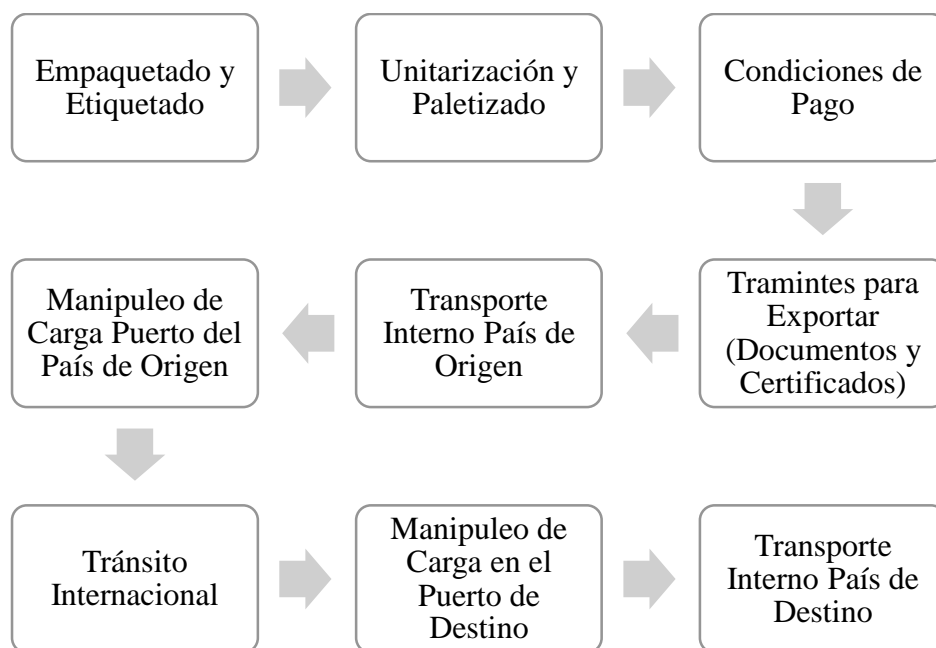 Empaquetado y
Etiquetado
Unitarización y
Paletizado
Condiciones de
Pago
Tramintes para
Exportar
(Documentos y
Certificados)
Transporte
Interno País de
Origen
Manipuleo de
Carga Puerto del
País de Origen
Tránsito
Internacional
Manipuleo de
Carga en el
Puerto de
Destino
Transporte
Interno País de
Destino